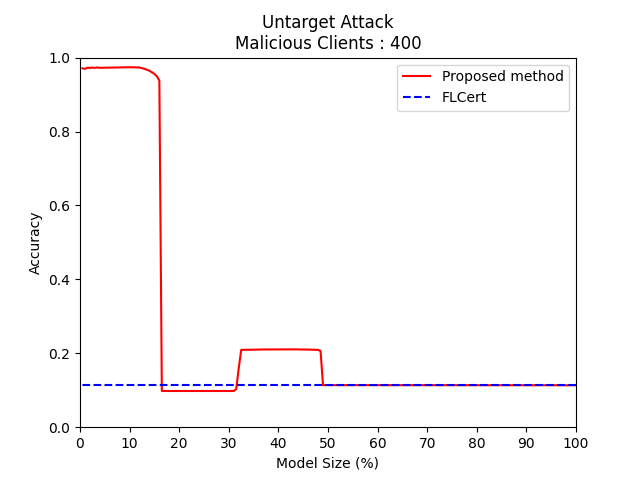 Untarget Attack
Malicious Clients : 400
Proposed method
FLCert
Accuracy
1.0
0.8
0.6
0.4
0.2
0.0
0 10 20 30 40 50 60 70 80 90 100
Model Size (%)